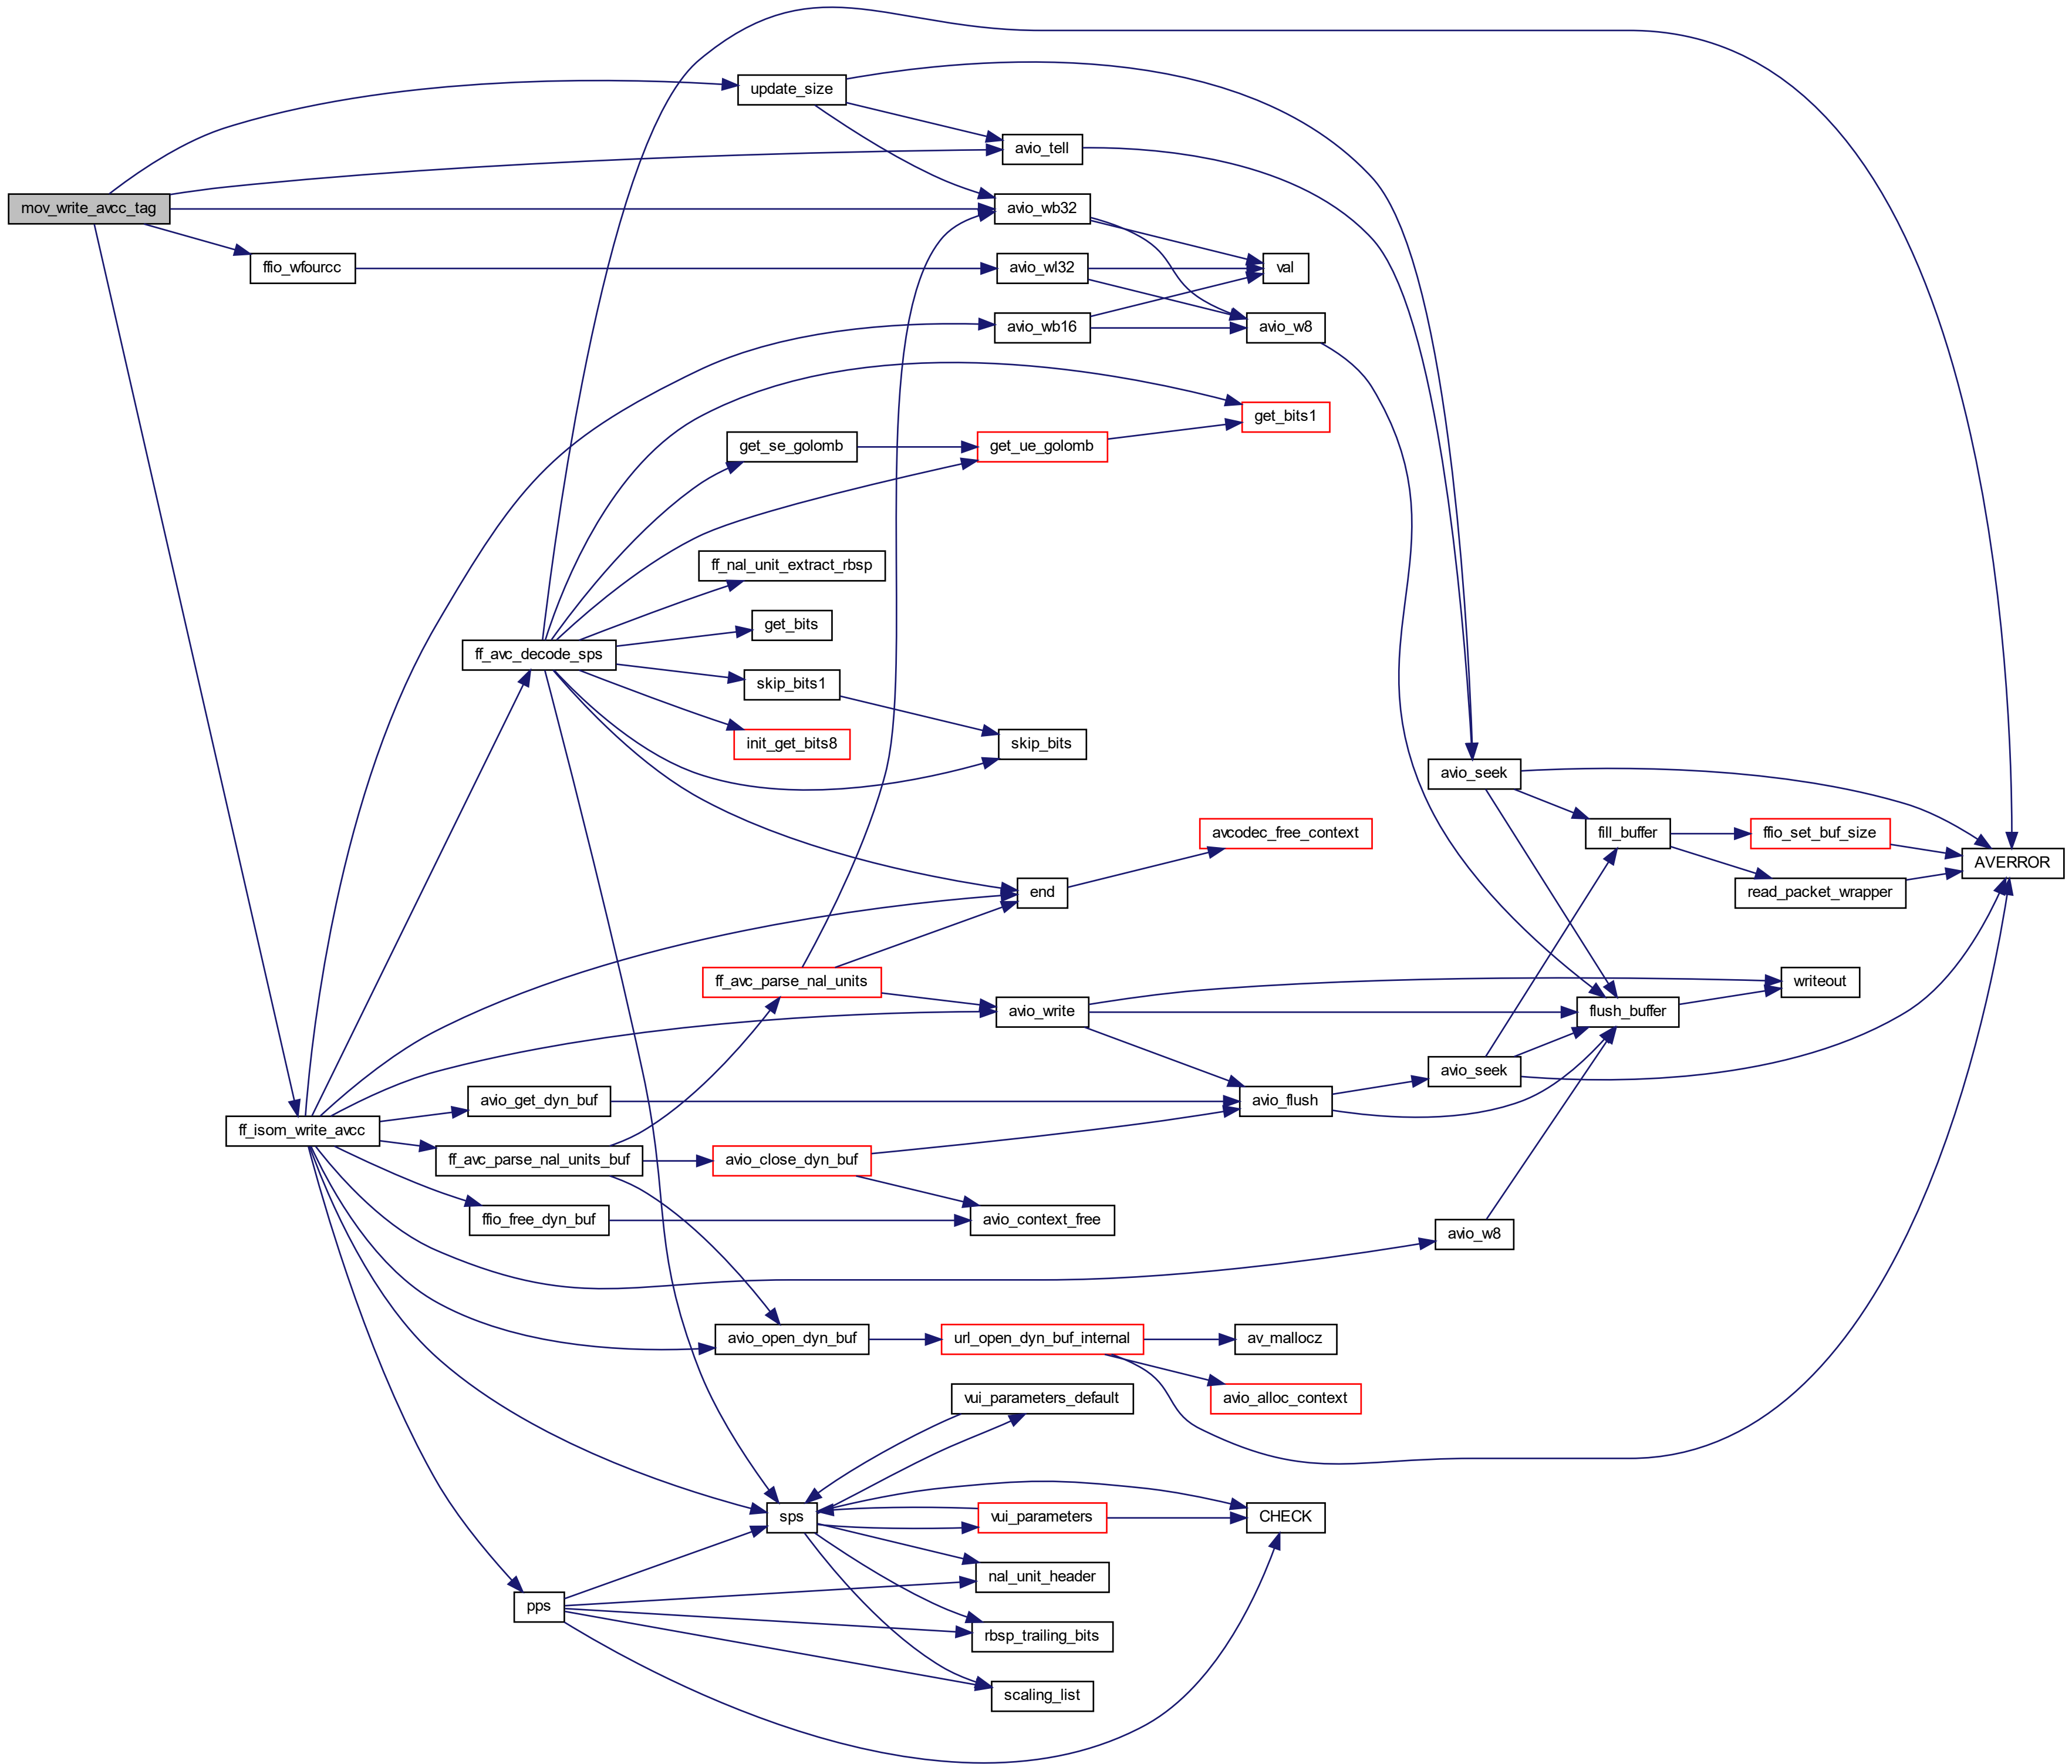 update_size
avio_tell
mov_write_avcc_tag
avio_wb32
ffio_wfourcc
avio_wl32
val
avio_wb16
avio_w8
get_bits1
get_se_golomb
get_ue_golomb
ff_nal_unit_extract_rbsp
get_bits
ff_avc_decode_sps
skip_bits1
init_get_bits8
skip_bits
avio_seek
avcodec_free_context
fill_buffer
ffio_set_buf_size
AVERROR
end
read_packet_wrapper
ff_avc_parse_nal_units
writeout
avio_write
flush_buffer
avio_seek
avio_get_dyn_buf
avio_flush
ff_isom_write_avcc
ff_avc_parse_nal_units_buf
avio_close_dyn_buf
ffio_free_dyn_buf
avio_context_free
avio_w8
avio_open_dyn_buf
url_open_dyn_buf_internal
av_mallocz
vui_parameters_default
avio_alloc_context
sps
vui_parameters
CHECK
nal_unit_header
pps
rbsp_trailing_bits
scaling_list